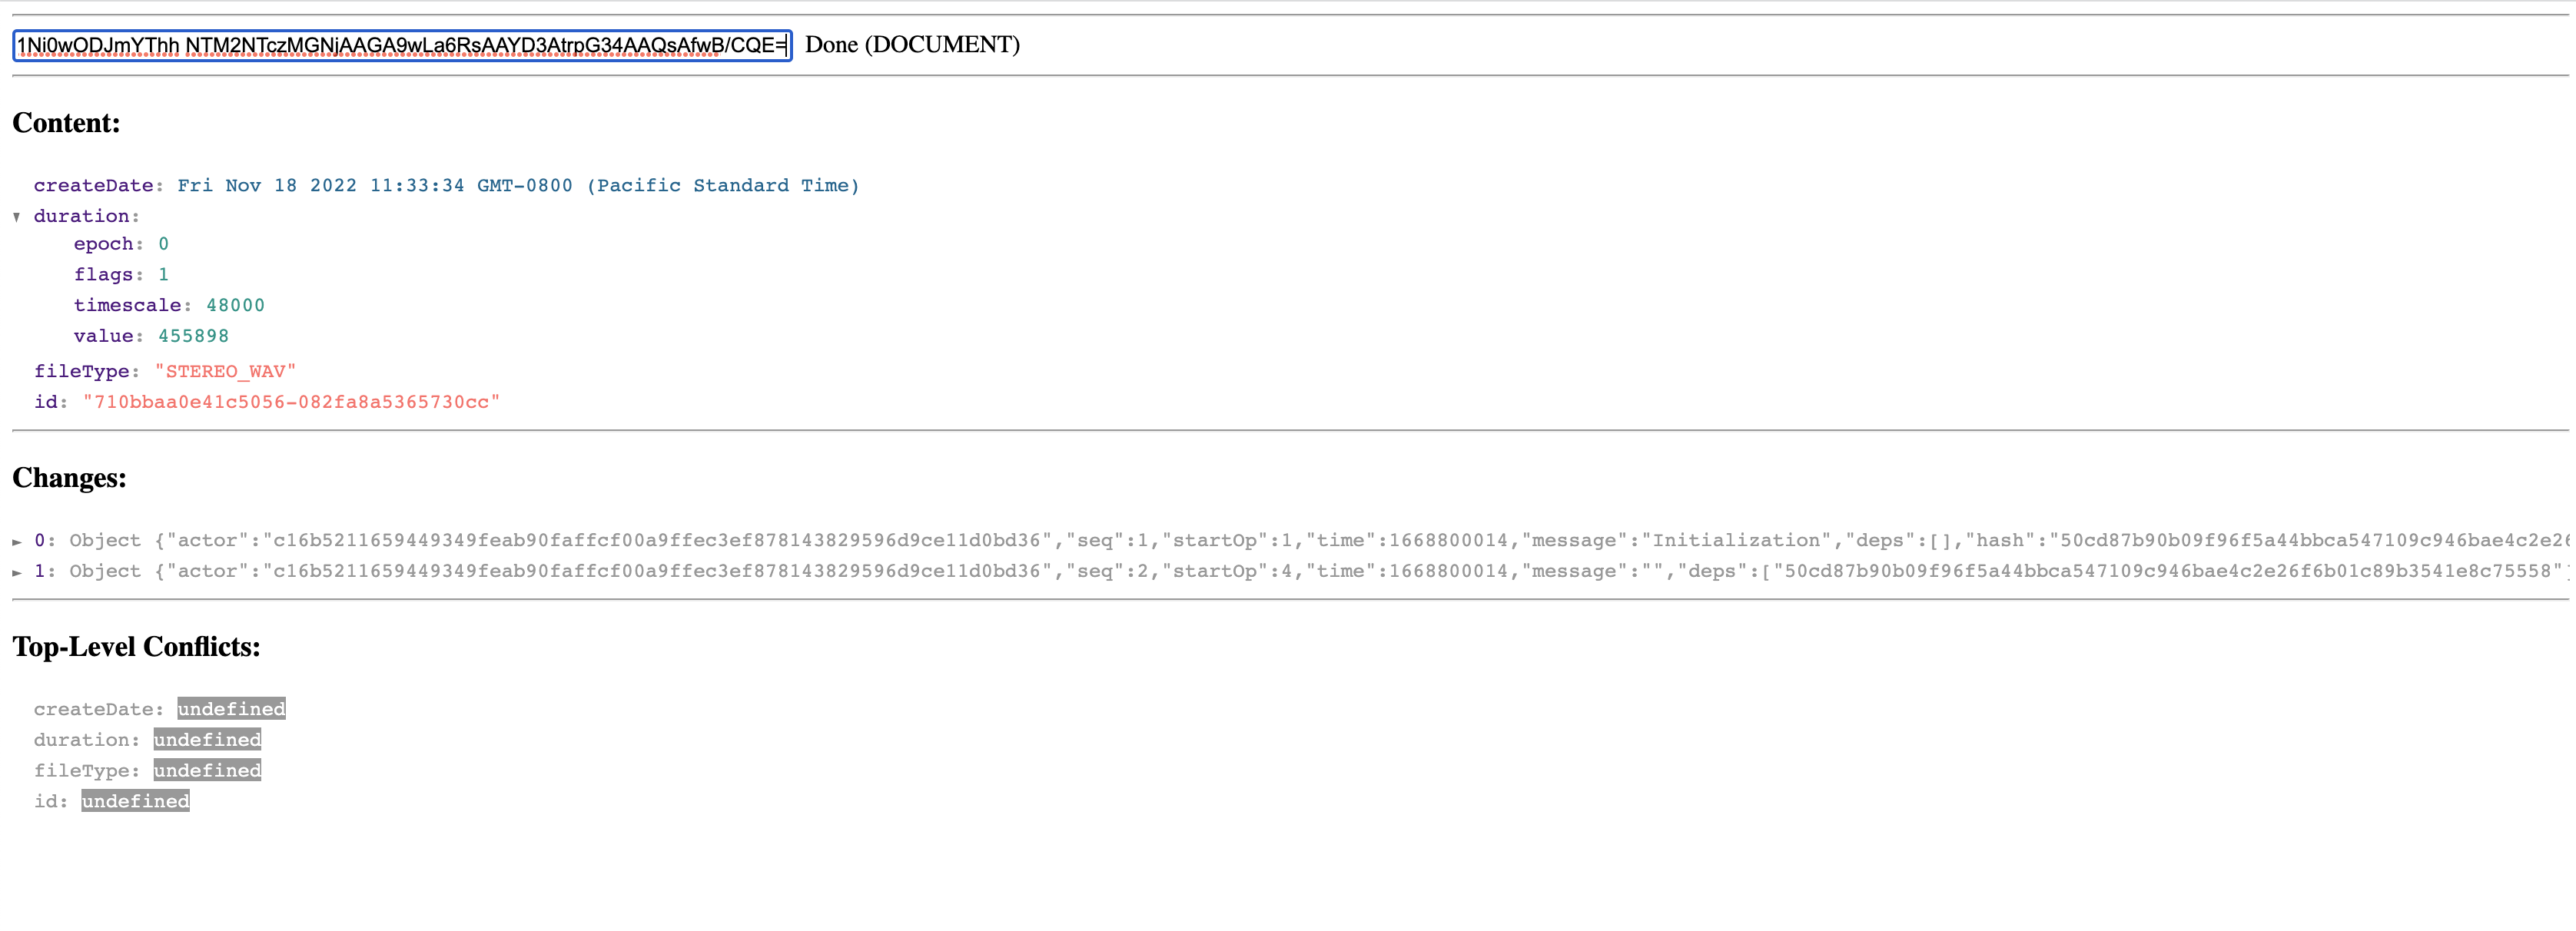 1Ni0wODJmYThh NTM2NTczMGNjAAGA9wLa6RsAAYD3AtrpG34AAQsAfwB/CQE= Done (DOCUMENT)
Content:
createDate: Fri Nov 18 2022 11:33:34 GMT-0800 (Pacific Standard Time)
▼ duration:
epoch: 0
flags: 1
timescale: 48000
value: 455898
fileType: "STEREO_WAV"
id: "710bbaa0e41c5056-082fa8a5365730cc"
Changes:
► 0: Object {"actor":"c16b5211659449349feab90faffcf00a9ffec3ef878143829596d9ce11d0bd36","seq":1,"startOp":1,"time":1668800014,"message":"Initialization","deps":[],"hash":"50cd87b90b09f96f5a44bbca547109c946bae4c2e26
► 1: Object {"actor":"c16b5211659449349feab90faffcf00a9ffec3ef878143829596d9ce11d0bd36","seq":2,"startOp":4,"time":1668800014,"message":"","deps":["50cd87b90b09f96f5a44bbca547109c946bae4c2e26f6b01c89b3541e8c75558"]
Top-Level Conflicts:
createDate: undefined
duration: undefined
fileType: undefined
id: undefined